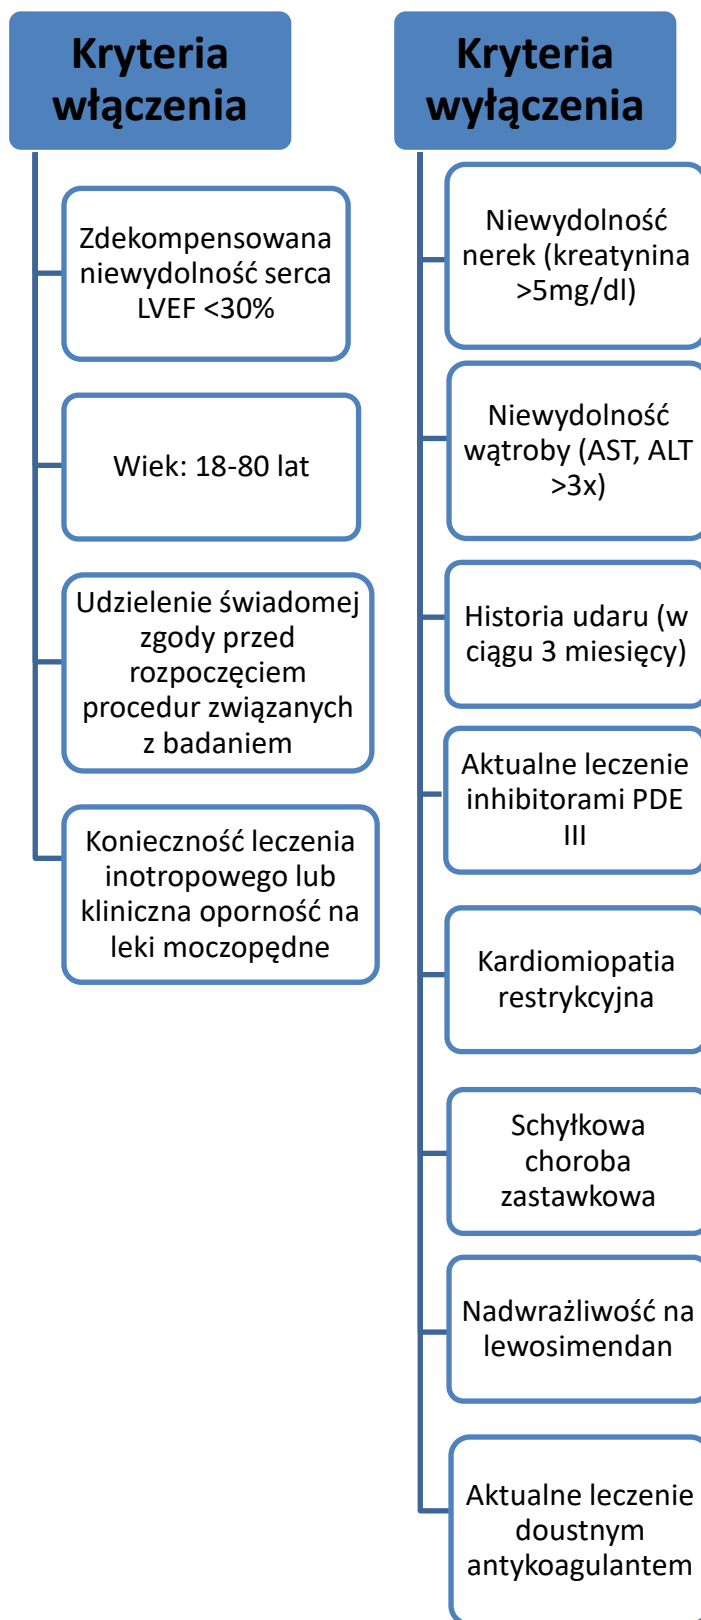 Kryteria
włączenia
Zdekompensowana
niewydolność serca
LVEF <30%
Wiek: 18-80 lat
Udzielenie świadomej
zgody przed
rozpoczęciem
procedur związanych
z badaniem
Konieczność leczenia
inotropowego lub
kliniczna oporność na
leki moczopędne
Kryteria
wyłączenia
Niewydolność
nerek (kreatynina
>5mg/dl)
Niewydolność
wątroby (AST, ALT
>3x)
Historia udaru (w
ciągu 3 miesięcy)
Aktualne leczenie
inhibitorami PDE
III
Kardiomiopatia
restrykcyjna
Schyłkowa
choroba
zastawkowa
Nadwrażliwość na
lewosimendan
Aktualne leczenie
doustnym
antykoagulantem